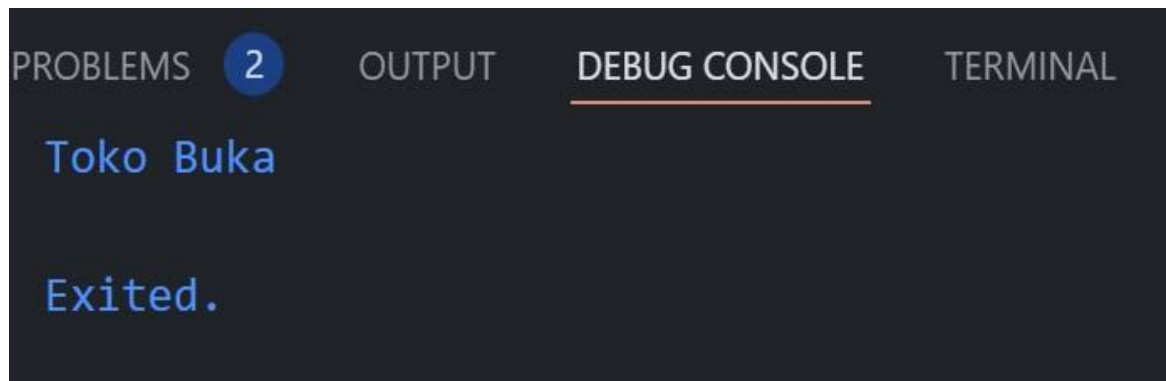 PROBLEMS 2 OUTPUT DEBUG CONSOLE TERMINAL
Toko Buka
Exited.